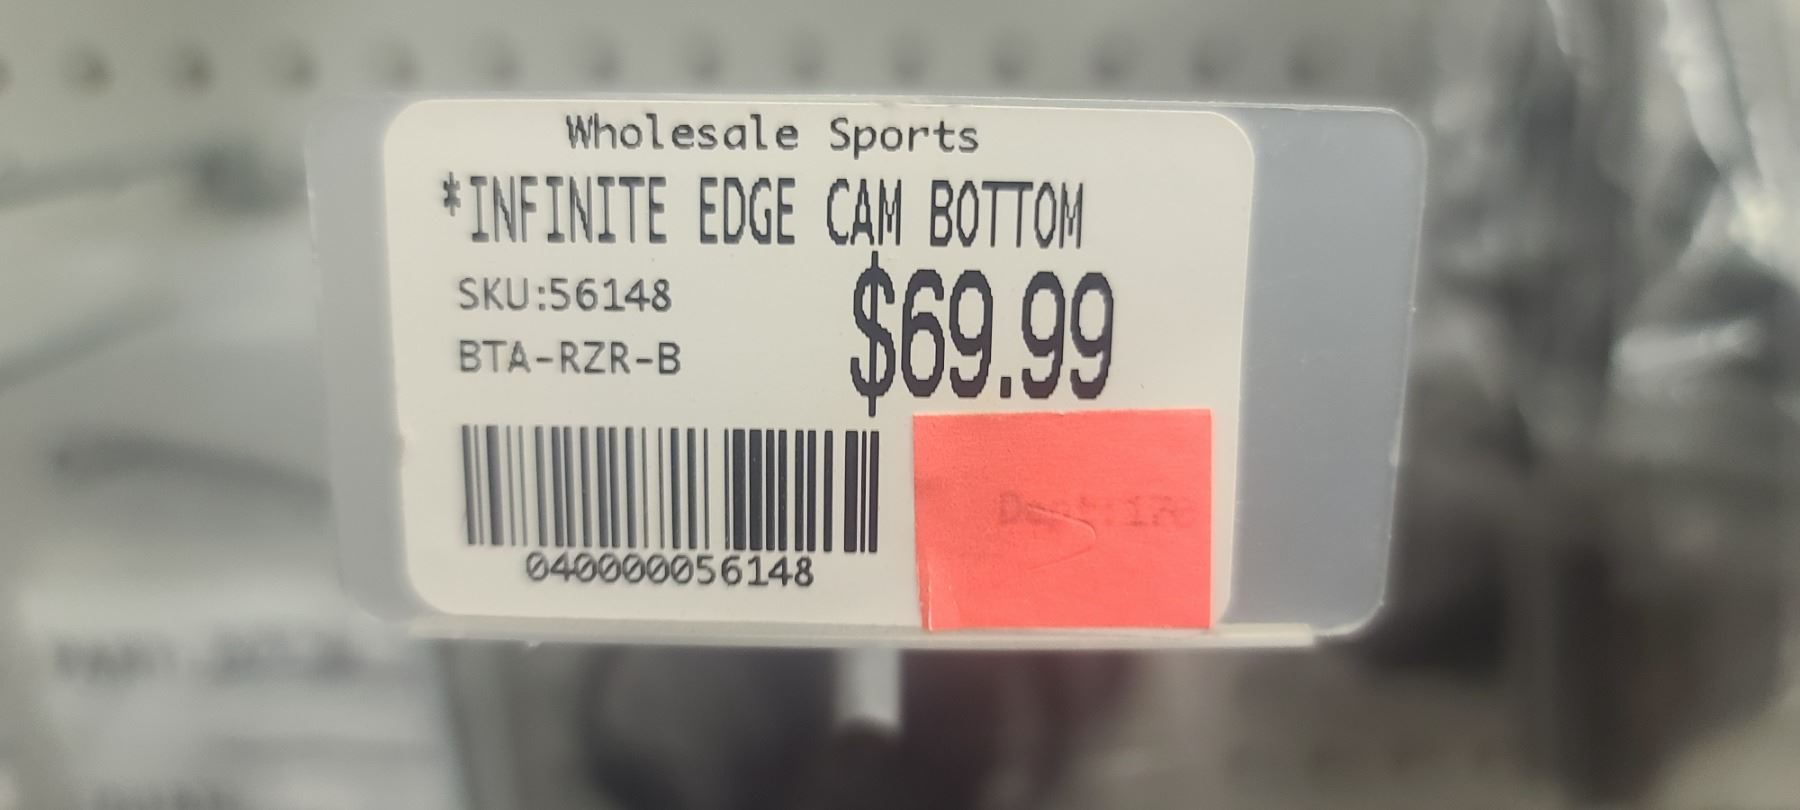 Wholesale Sports
*INFINITE EDGE CAM BOTTOM
SKU:56148
$69.99
BTA-RZR-B
040000056148